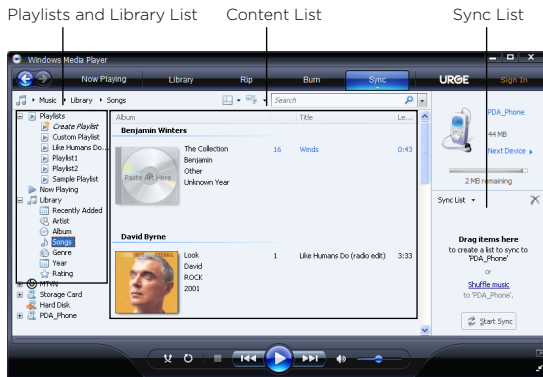 Playlists and Library List
Content List
Sync List
Windows Media Player
Now Playing
Library
Rip
Burn
Sync
URGE
Sign In
Music
Library
Songs
Search
Playlists
Create Playlist
Custom Playlist
Like Humans Do...
Playlist1
Playlist2
Sample Playlist
Now Playing
Library
Recently Added
Artist
Album
Songs
Genre
Year
Rating
MTVN
Storage Card
Hard Disk
PDA_Phone
Album
Title
Le...
Benjamin Winters
Paste Art Here
The Collection
16
Winds
0:43
Benjamin
Other
Unknown Year
David Byrne
Look
1
Like Humans Do (radio edit)
3:33
David
ROCK
2001
PDA_Phone
44 MB
Next Device
2 MB remaining
Sync List
Drag items here
to create a list to sync to
'PDA_Phone'
or
Shuffle music
to 'PDA_Phone'.
Start Sync